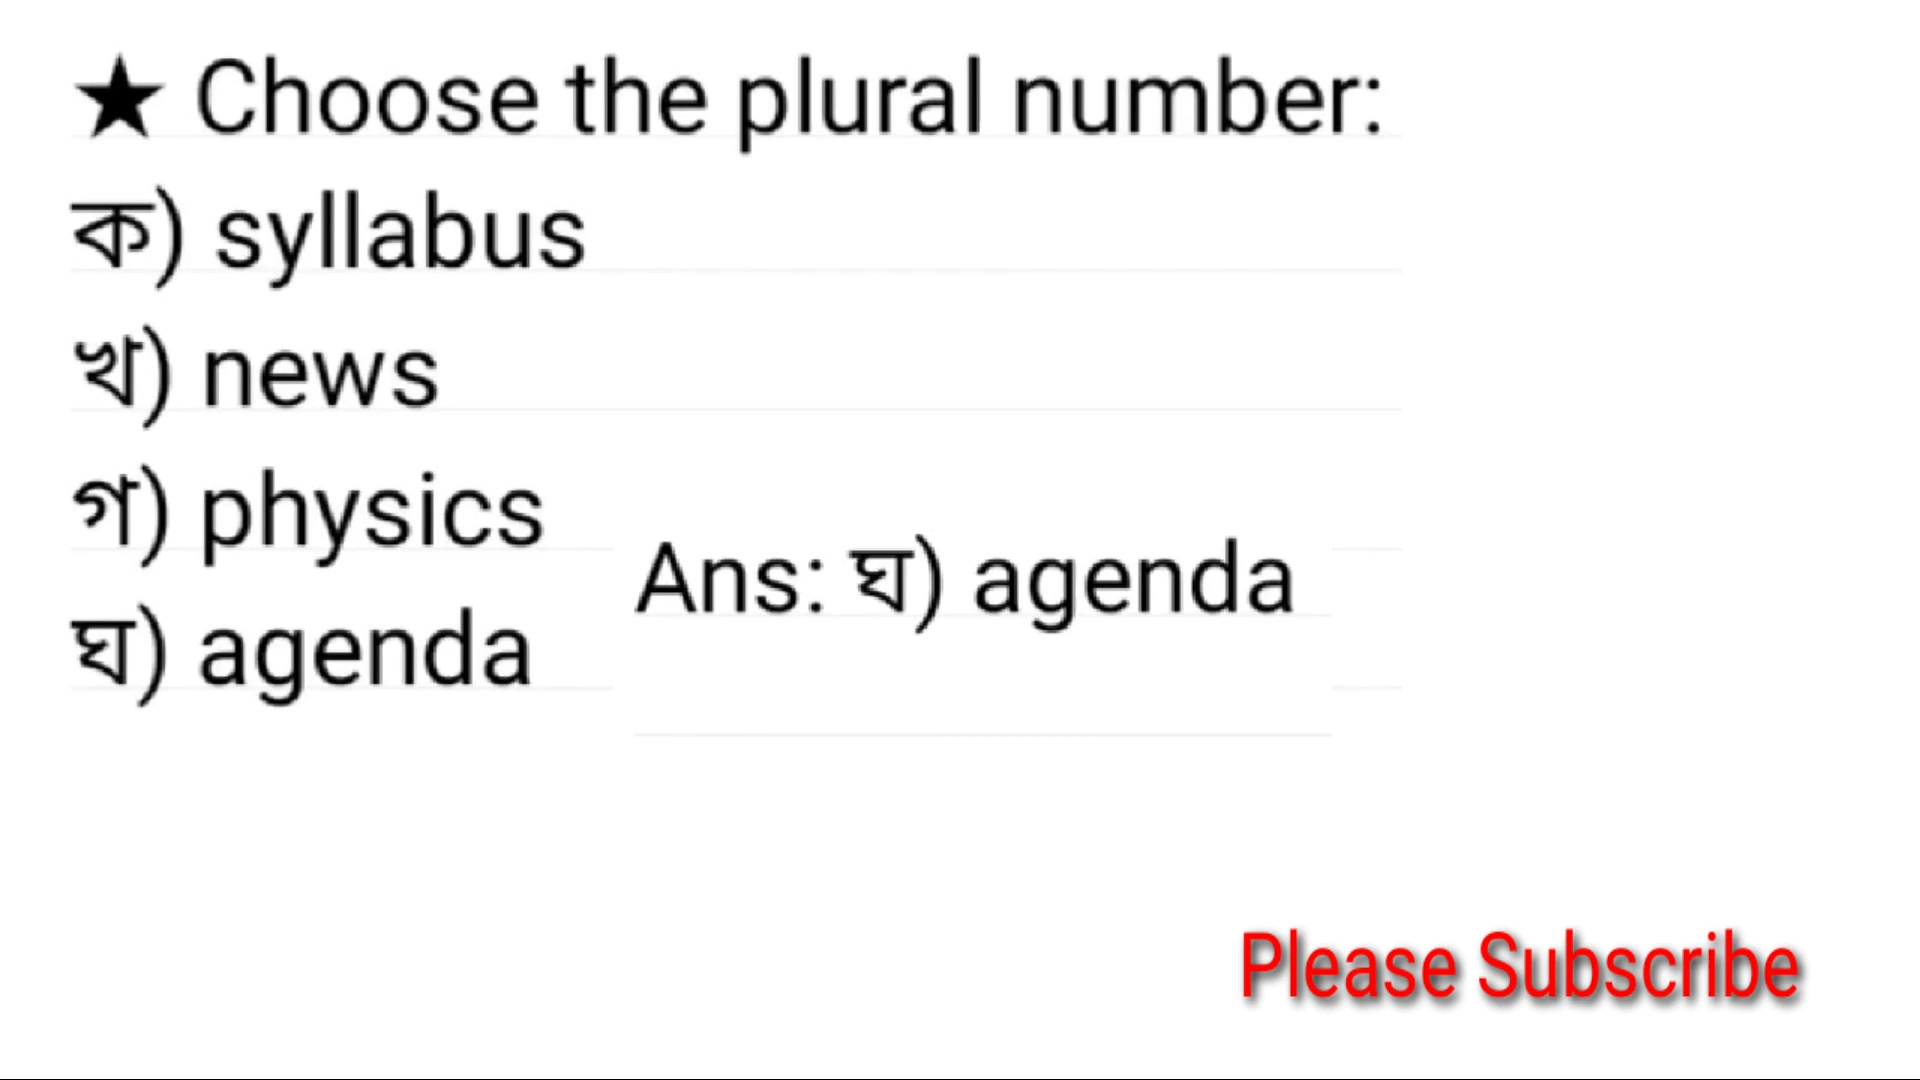 ★ Choose the plural number:
ক) syllabus
খ) news
গ) physics
ঘ) agenda
Ans: ঘ) agenda
Please Subscribe